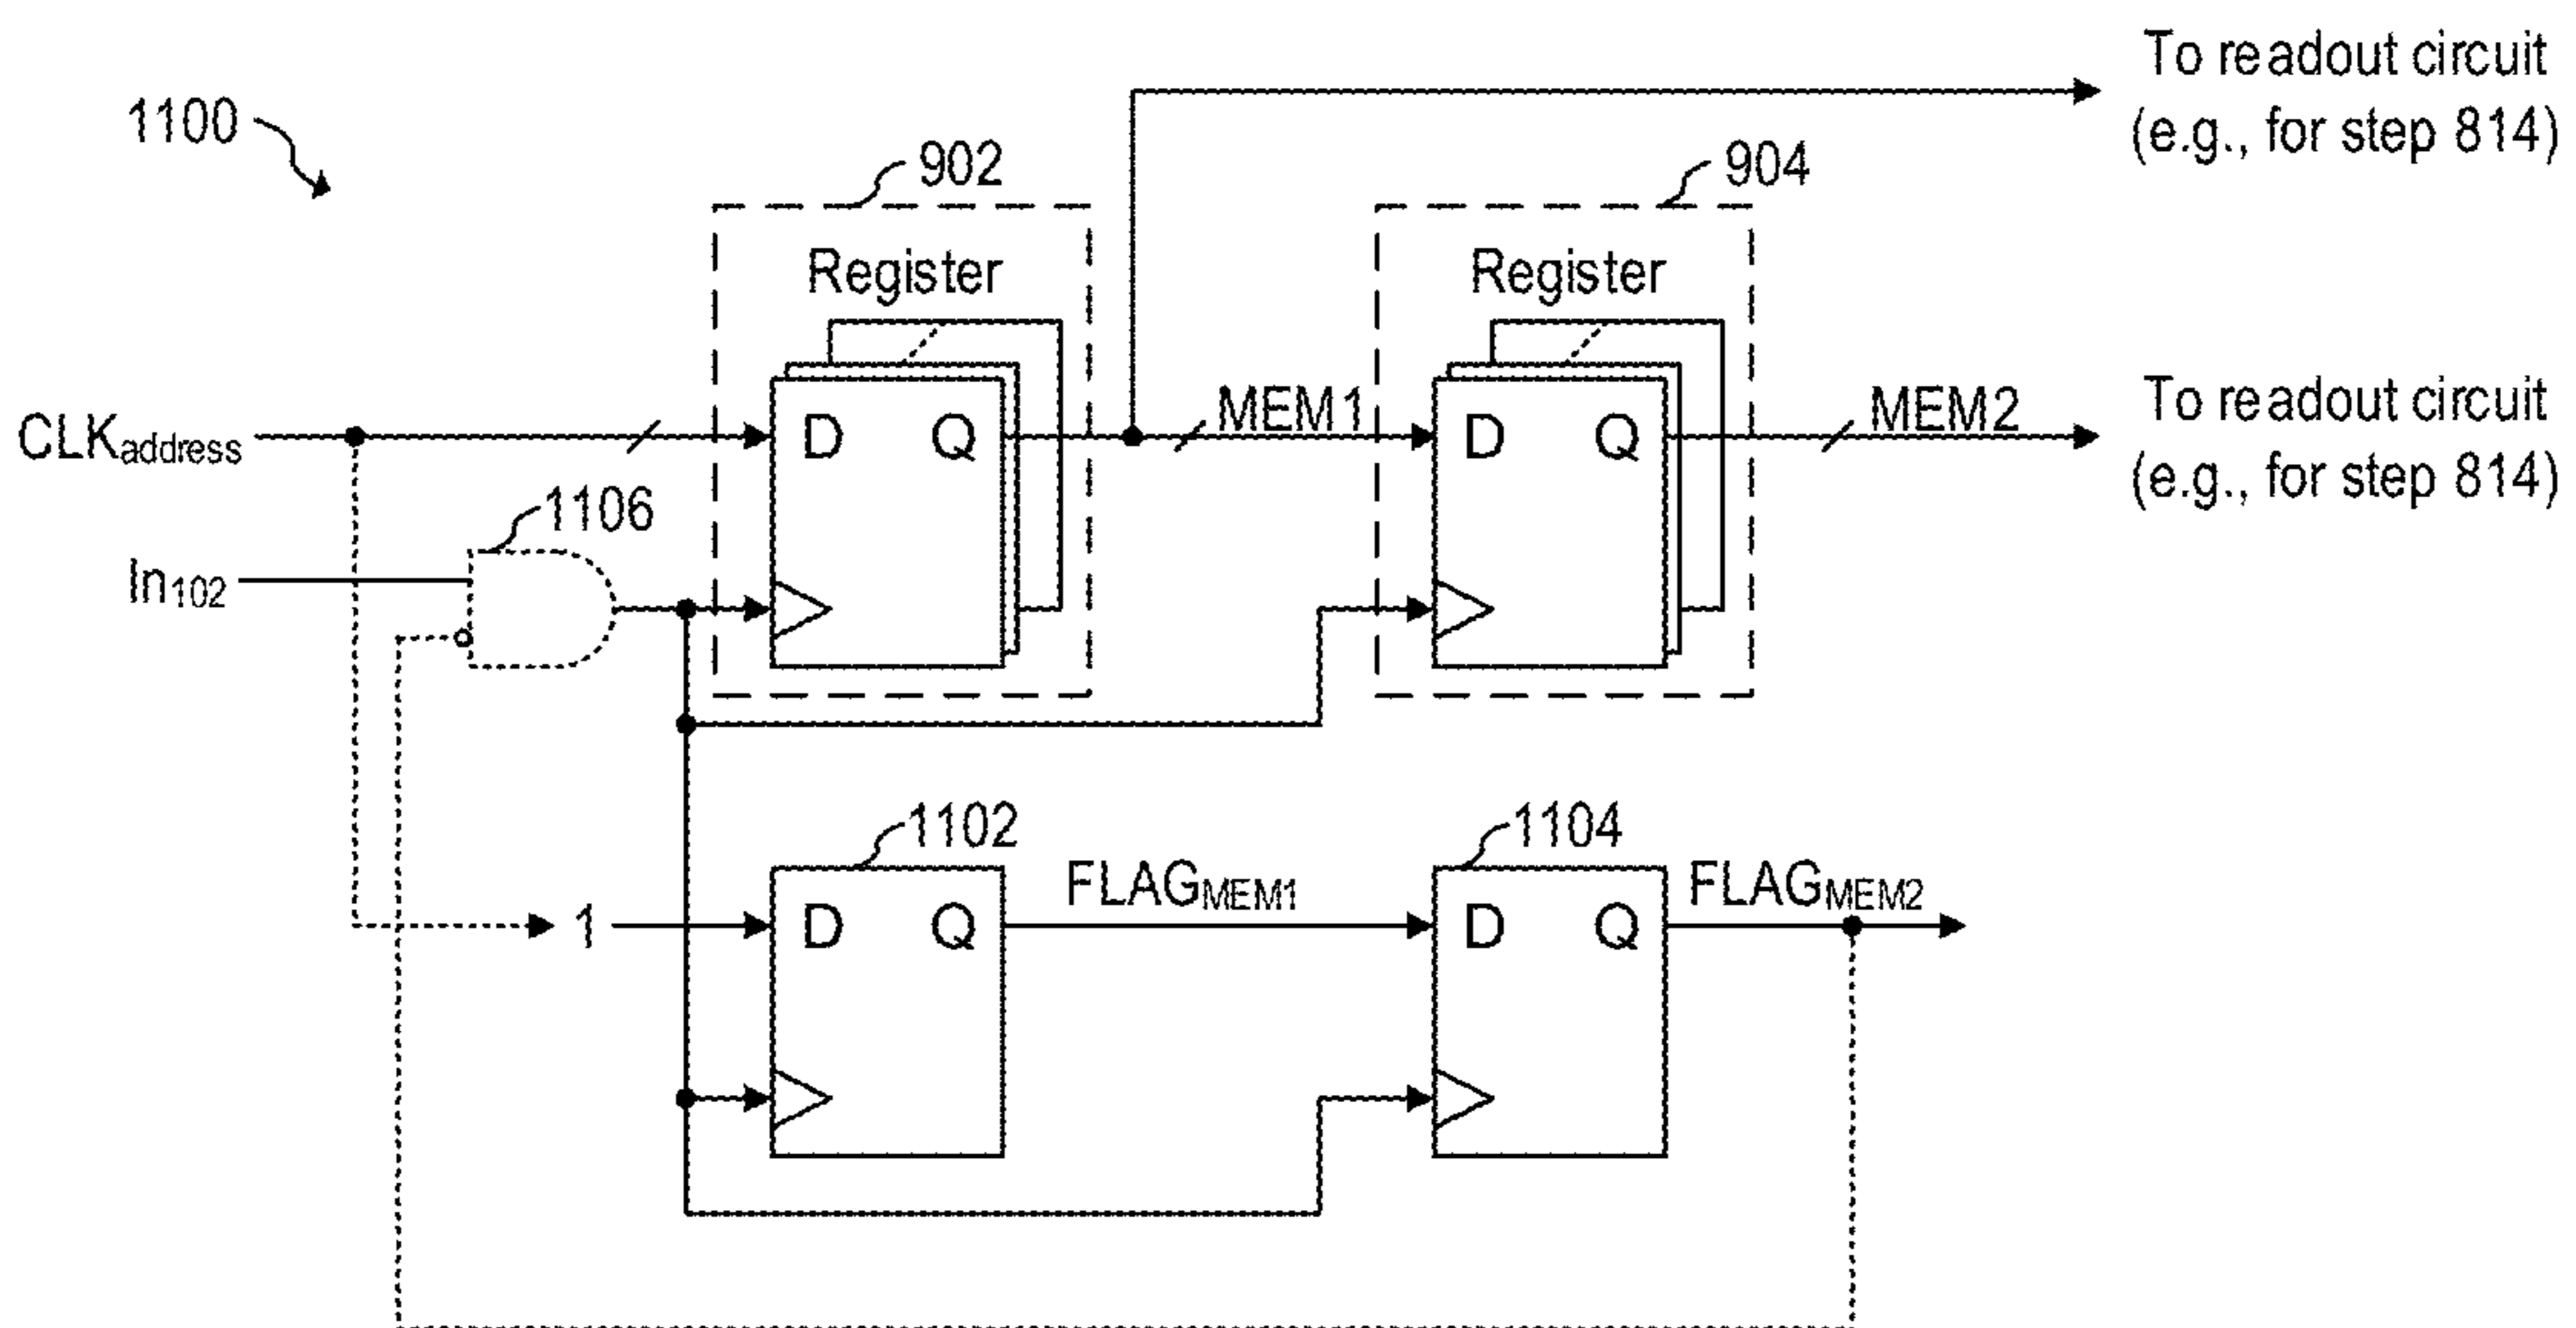 To readout circuit
(e.g., for step 814)
1100
902
904
Register
Register
CLKaddress
D
Q
MEM1
D
Q
MEM2
To readout circuit
(e.g., for step 814)
1106
In102
1102
1104
1
D
Q
FLAGMEM1
D
Q
FLAGMEM2